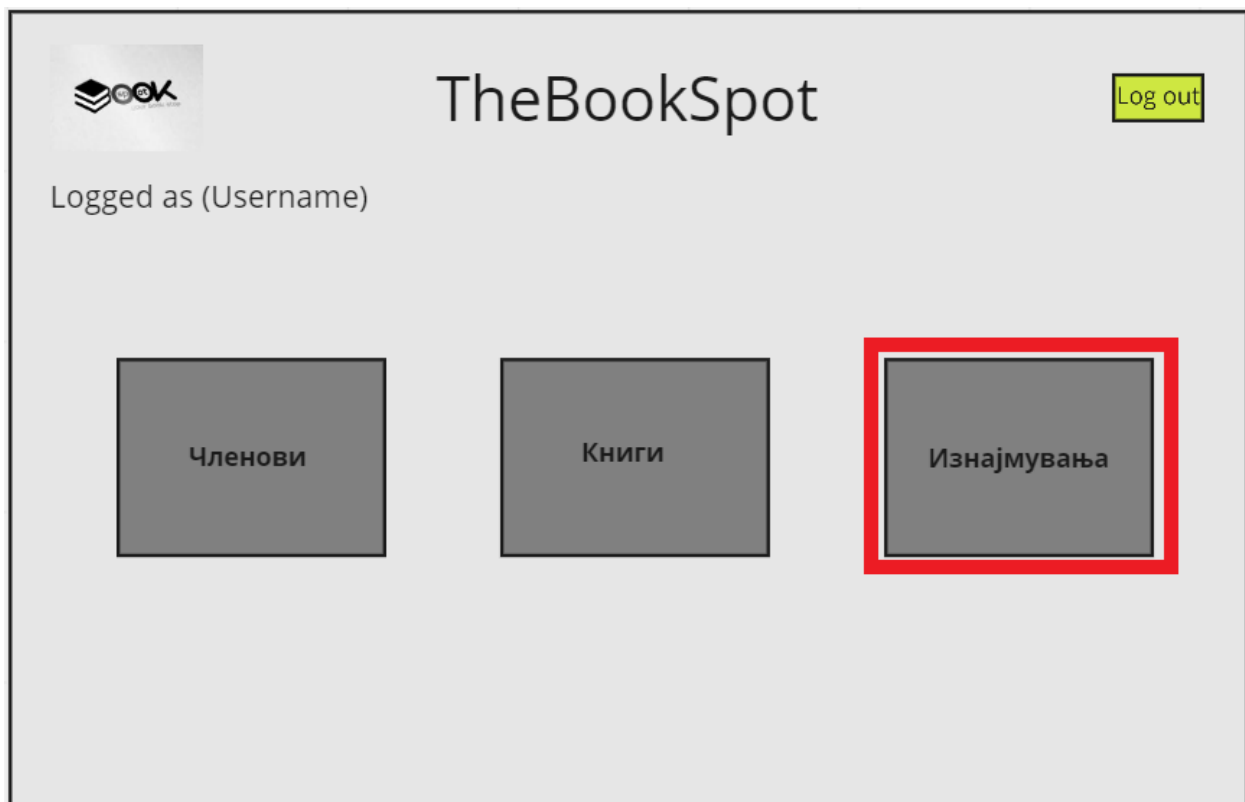 TheBookSpot
Log out
Logged as (Username)
Членови
Книги
Изнајмувања